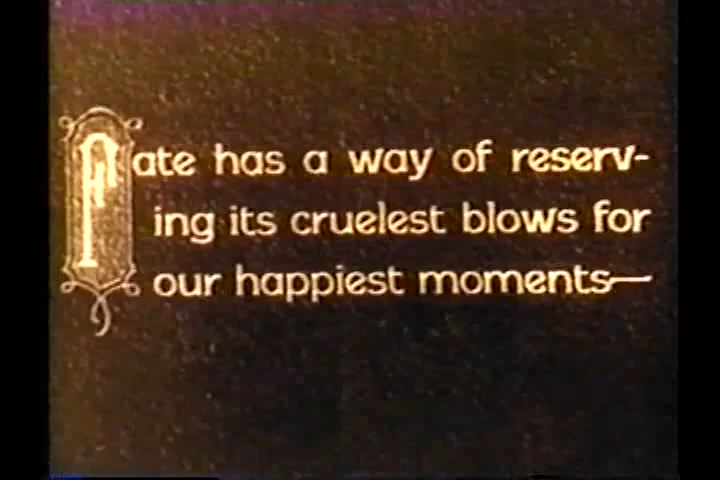 Fate has a way of reserv-
ing its cruelest blows for
our happiest moments—